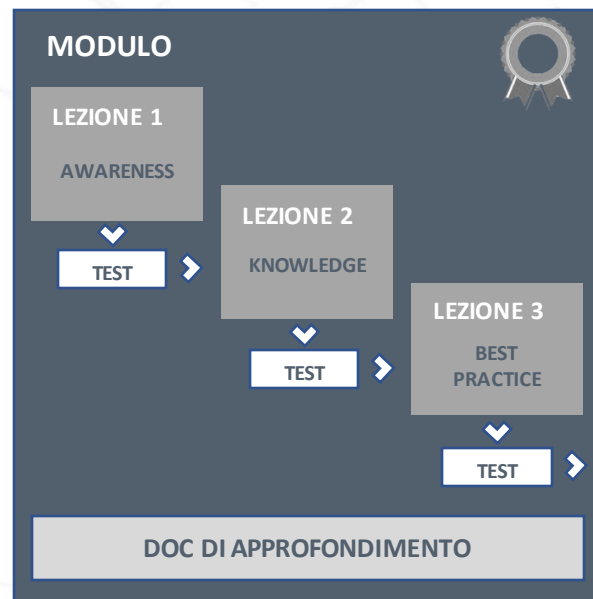 MODULO
LEZIONE 1
AWARENESS
TEST
LEZIONE 2
KNOWLEDGE
TEST
LEZIONE 3
BEST
PRACTICE
TEST
DOC DI APPROFONDIMENTO